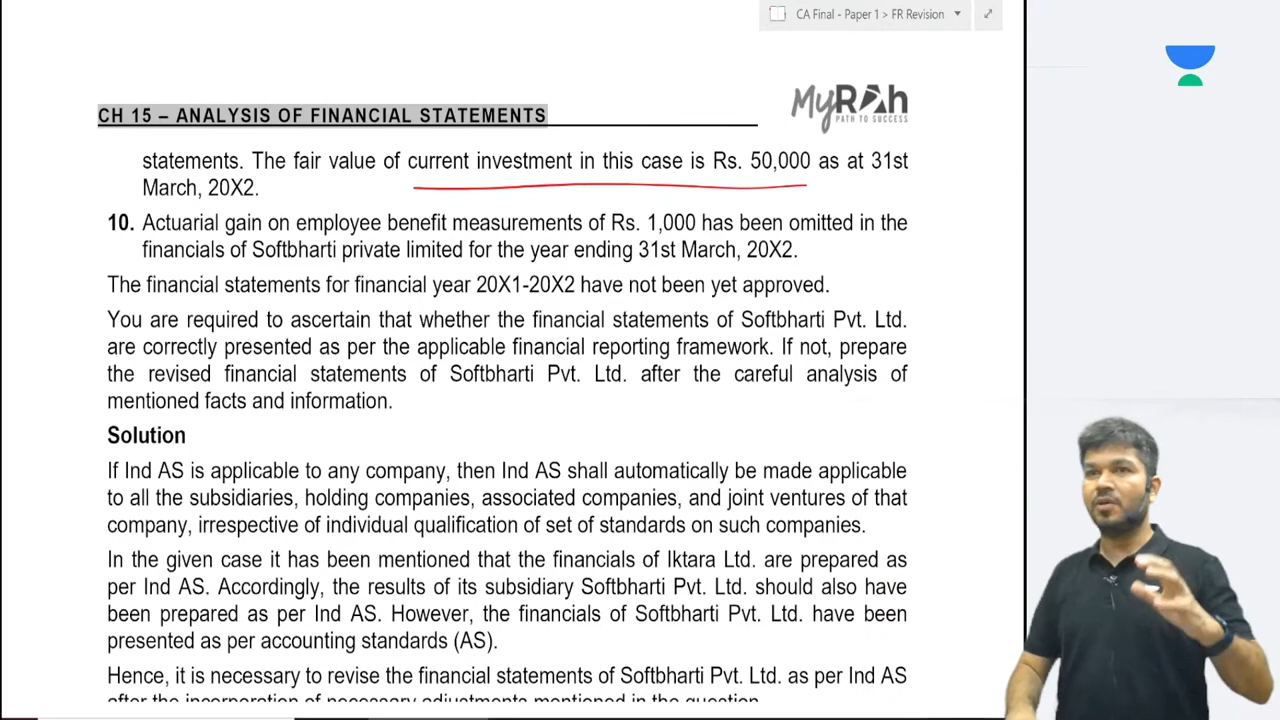 CA Final - Paper 1 > FR Revision
CH 15 – ANALYSIS OF FINANCIAL STATEMENTS
MyRAh
PATH TO SUCCESS
statements. The fair value of current investment in this case is Rs. 50,000 as at 31st
March, 20X2.
10. Actuarial gain on employee benefit measurements of Rs. 1,000 has been omitted in the
financials of Softbharti private limited for the year ending 31st March, 20X2.
The financial statements for financial year 20X1-20X2 have not been yet approved.
You are required to ascertain that whether the financial statements of Softbharti Pvt. Ltd.
are correctly presented as per the applicable financial reporting framework. If not, prepare
the revised financial statements of Softbharti Pvt. Ltd. after the careful analysis of
mentioned facts and information.
Solution
If Ind AS is applicable to any company, then Ind AS shall automatically be made applicable
to all the subsidiaries, holding companies, associated companies, and joint ventures of that
company, irrespective of individual qualification of set of standards on such companies.
In the given case it has been mentioned that the financials of Iktara Ltd. are prepared as
per Ind AS. Accordingly, the results of its subsidiary Softbharti Pvt. Ltd. should also have
been prepared as per Ind AS. However, the financials of Softbharti Pvt. Ltd. have been
presented as per accounting standards (AS).
Hence, it is necessary to revise the financial statements of Softbharti Pvt. Ltd. as per Ind AS
after the incorporation of necessary adjustments mentioned in the question.